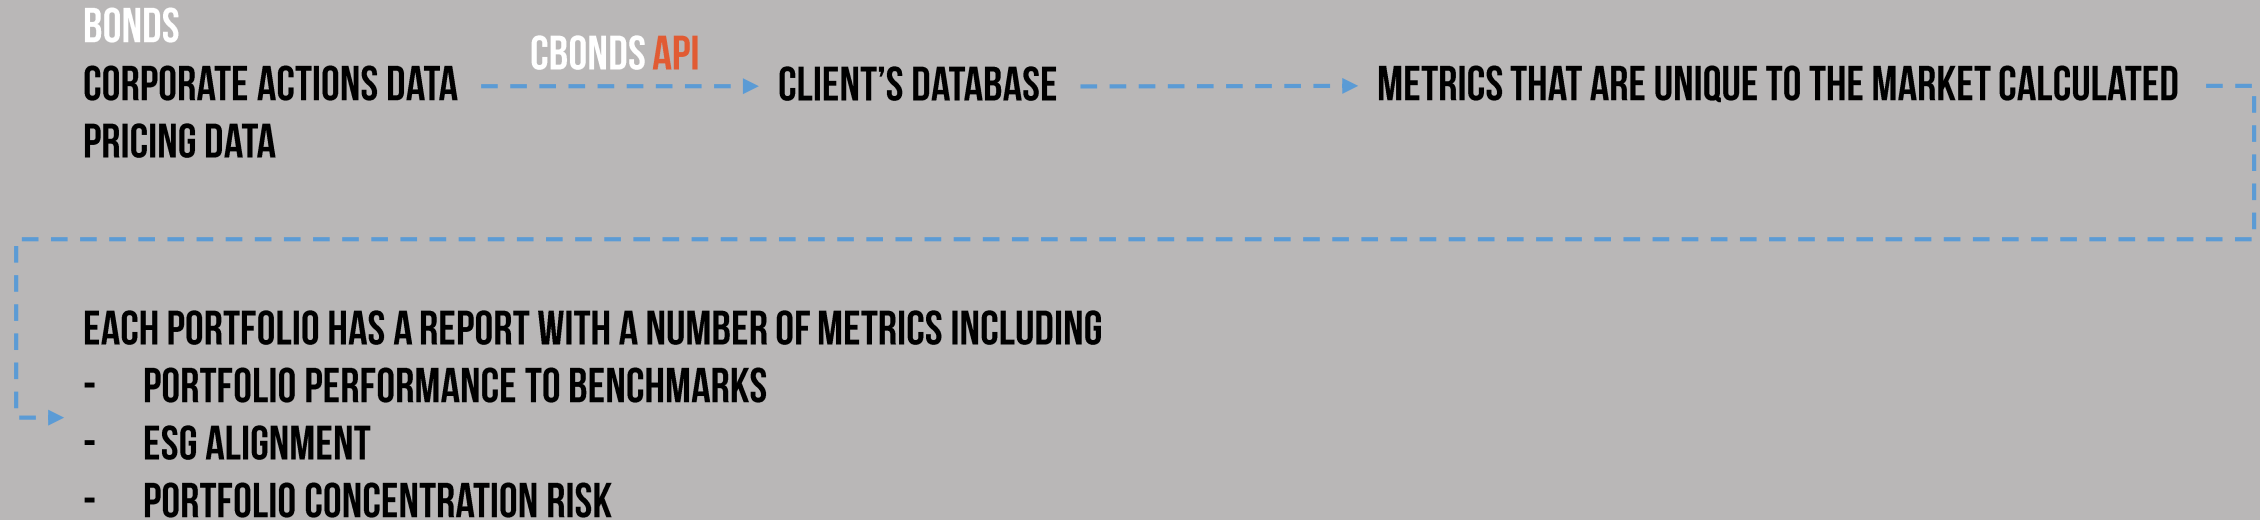 BONDS
CBONDS API
CORPORATE ACTIONS DATA
CLIENT'S DATABASE
METRICS THAT ARE UNIQUE TO THE MARKET CALCULATED
PRICING DATA
EACH PORTFOLIO HAS A REPORT WITH A NUMBER OF METRICS INCLUDING
- PORTFOLIO PERFORMANCE TO BENCHMARKS
- ESG ALIGNMENT
- PORTFOLIO CONCENTRATION RISK